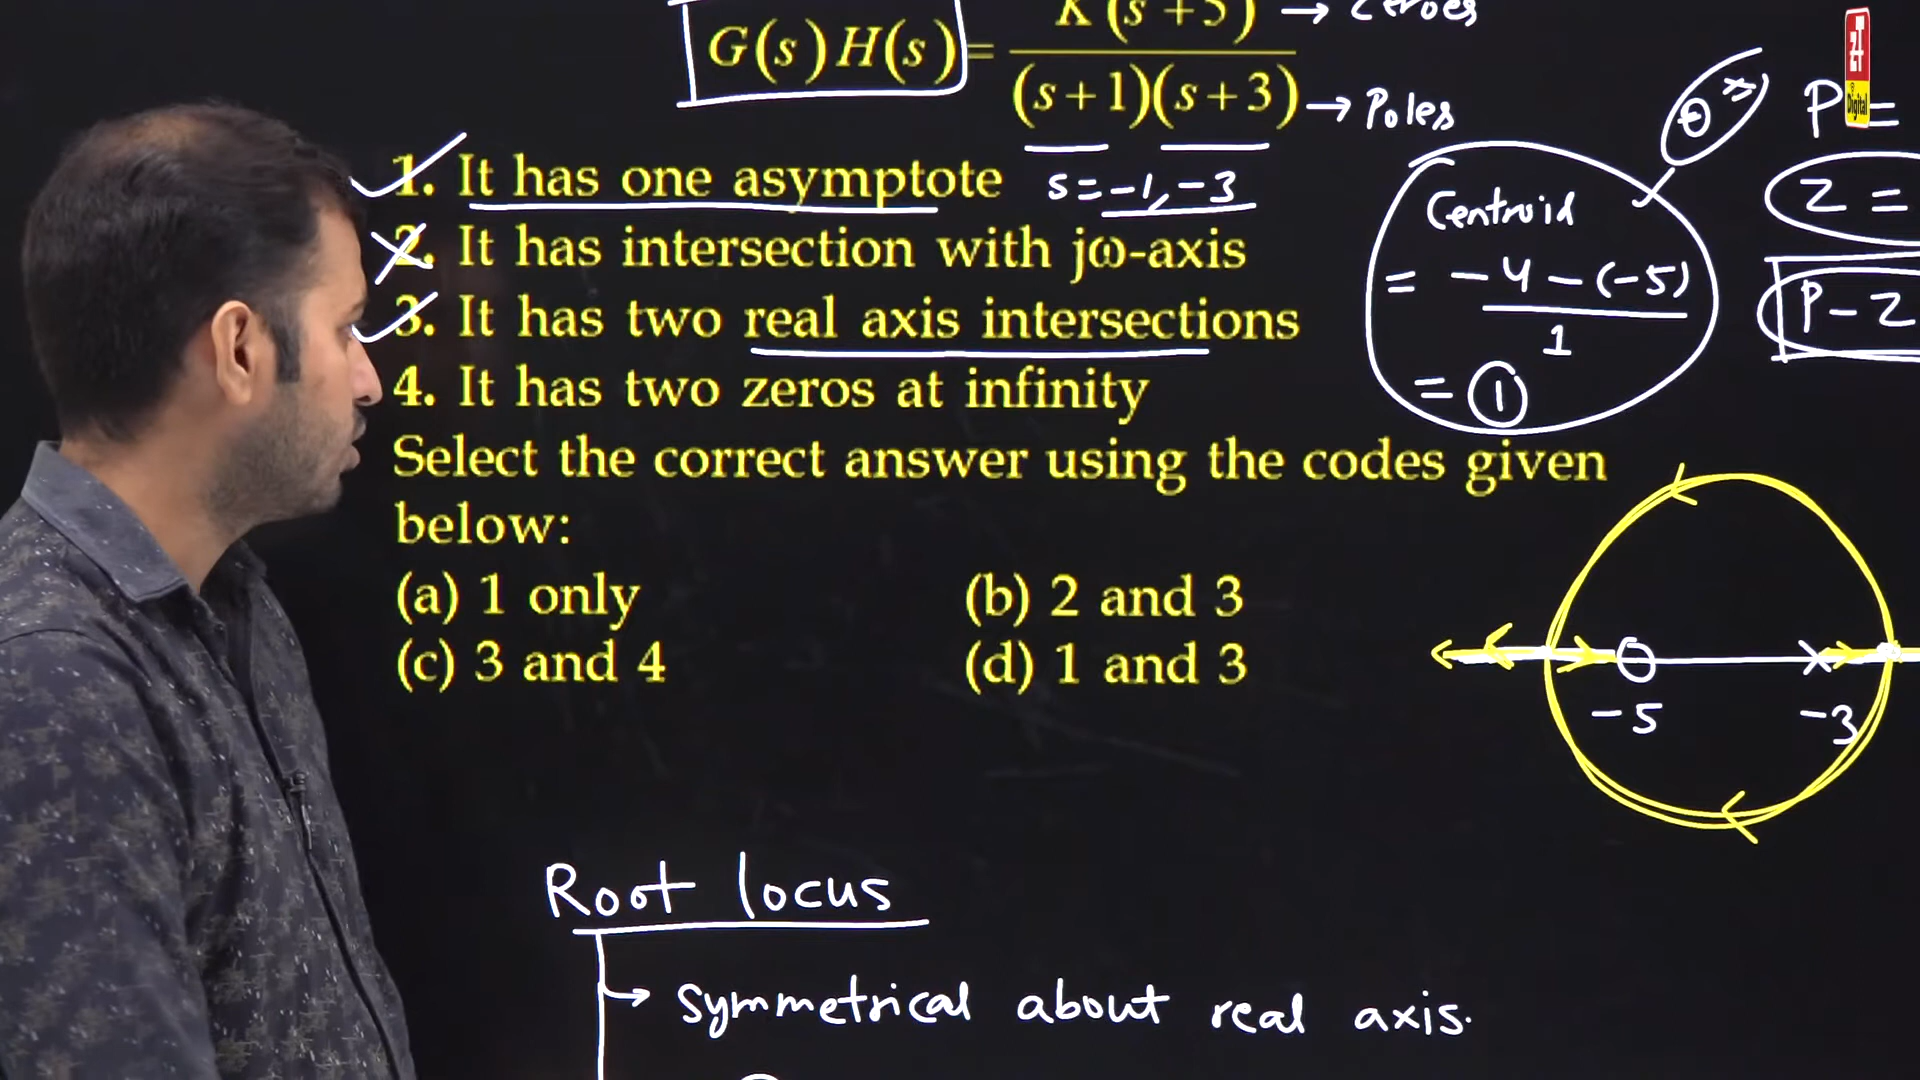 G(s)H(s) = K(s+5) → Zeroes
(s+1)(s+3) → Poles
P =
1. It has one asymptote s = -1, -3
Z =
Centroid
2. It has intersection with jω-axis
= -4 - (-5)
1
P - Z
3. It has two real axis intersections
= 1
4. It has two zeros at infinity
Select the correct answer using the codes given
below:
(a) 1 only (b) 2 and 3
(c) 3 and 4 (d) 1 and 3
-5 -3
Root locus
→ Symmetrical about real axis.
Digital